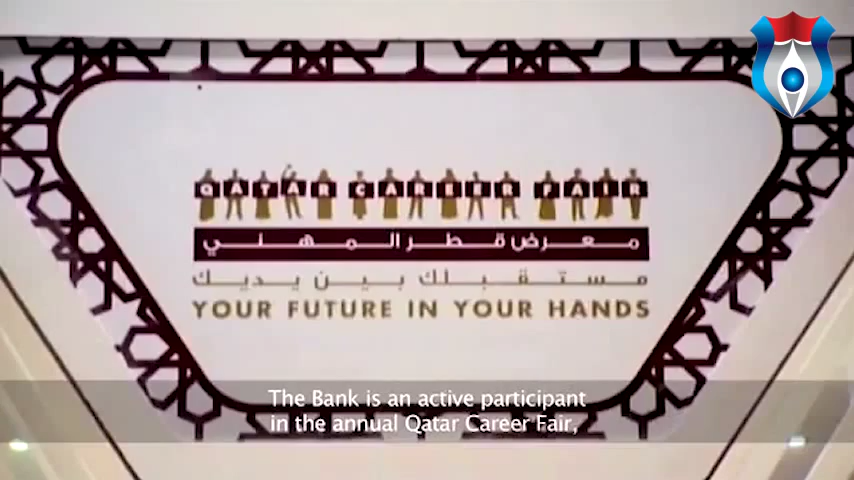 QATAR CAREER FAIR
معرض قطر المهني
مستقبلك بين يديك
YOUR FUTURE IN YOUR HANDS
The Bank is an active participant
in the annual Qatar Career Fair,